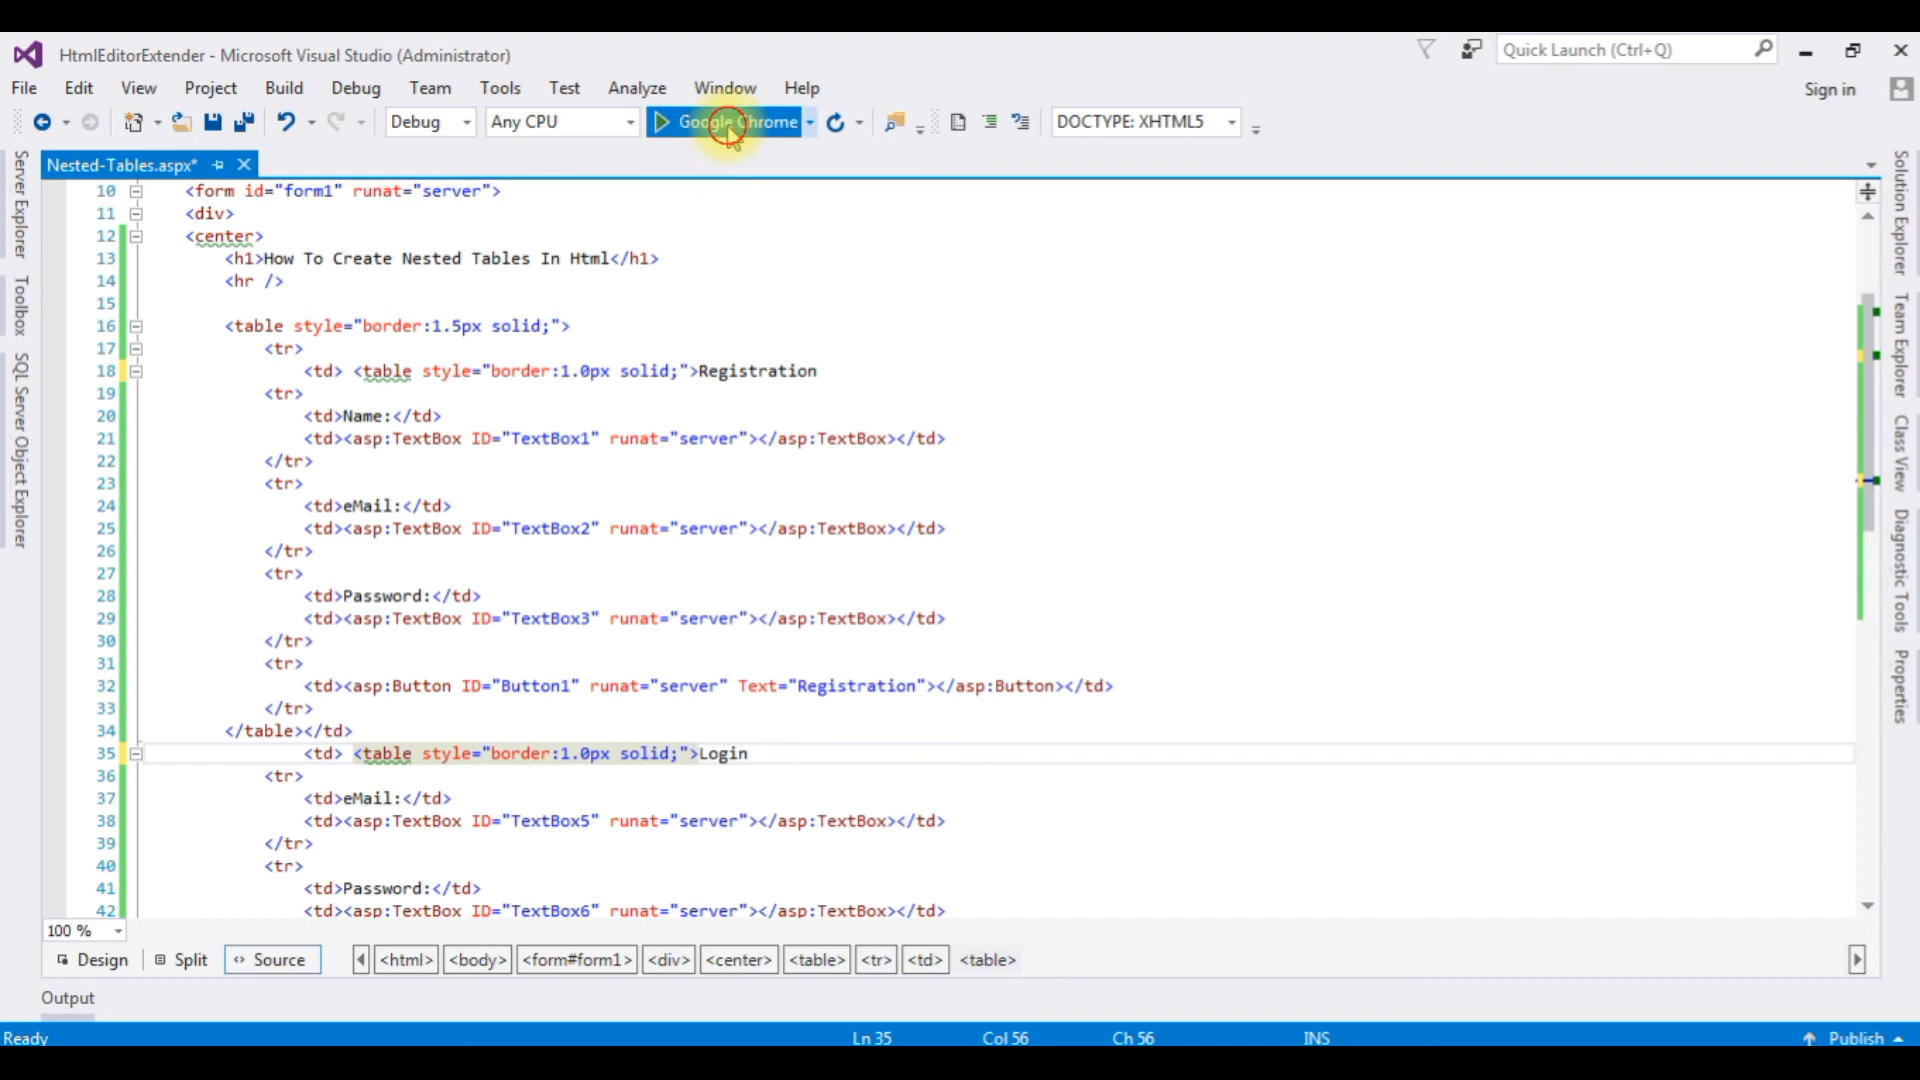 HtmlEditorExtender - Microsoft Visual Studio (Administrator)
Quick Launch (Ctrl+Q)
File Edit View Project Build Debug Team Tools Test Analyze Window Help
Sign in
Debug Any CPU Google Chrome DOCTYPE: XHTML5
Nested-Tables.aspx*
10 <form id="form1" runat="server">
11 <div>
12 <center>
13 <h1>How To Create Nested Tables In Html</h1>
14 <hr />
15
16 <table style="border:1.5px solid;">
17 <tr>
18 <td> <table style="border:1.0px solid;">Registration
19 <tr>
20 <td>Name:</td>
21 <td><asp:TextBox ID="TextBox1" runat="server"></asp:TextBox></td>
22 </tr>
23 <tr>
24 <td>eMail:</td>
25 <td><asp:TextBox ID="TextBox2" runat="server"></asp:TextBox></td>
26 </tr>
27 <tr>
28 <td>Password:</td>
29 <td><asp:TextBox ID="TextBox3" runat="server"></asp:TextBox></td>
30 </tr>
31 <tr>
32 <td><asp:Button ID="Button1" runat="server" Text="Registration"></asp:Button></td>
33 </tr>
34 </table></td>
35 <td> <table style="border:1.0px solid;">Login
36 <tr>
37 <td>eMail:</td>
38 <td><asp:TextBox ID="TextBox5" runat="server"></asp:TextBox></td>
39 </tr>
40 <tr>
41 <td>Password:</td>
42 <td><asp:TextBox ID="TextBox6" runat="server"></asp:TextBox></td>
100 %
Design Split Source <html> <body> <form#form1> <div> <center> <table> <tr> <td> <table>
Output
Ready Ln 35 Col 56 Ch 56 INS Publish
Server Explorer
Toolbox
SQL Server Object Explorer
Solution Explorer
Team Explorer
Class View
Diagnostic Tools
Properties